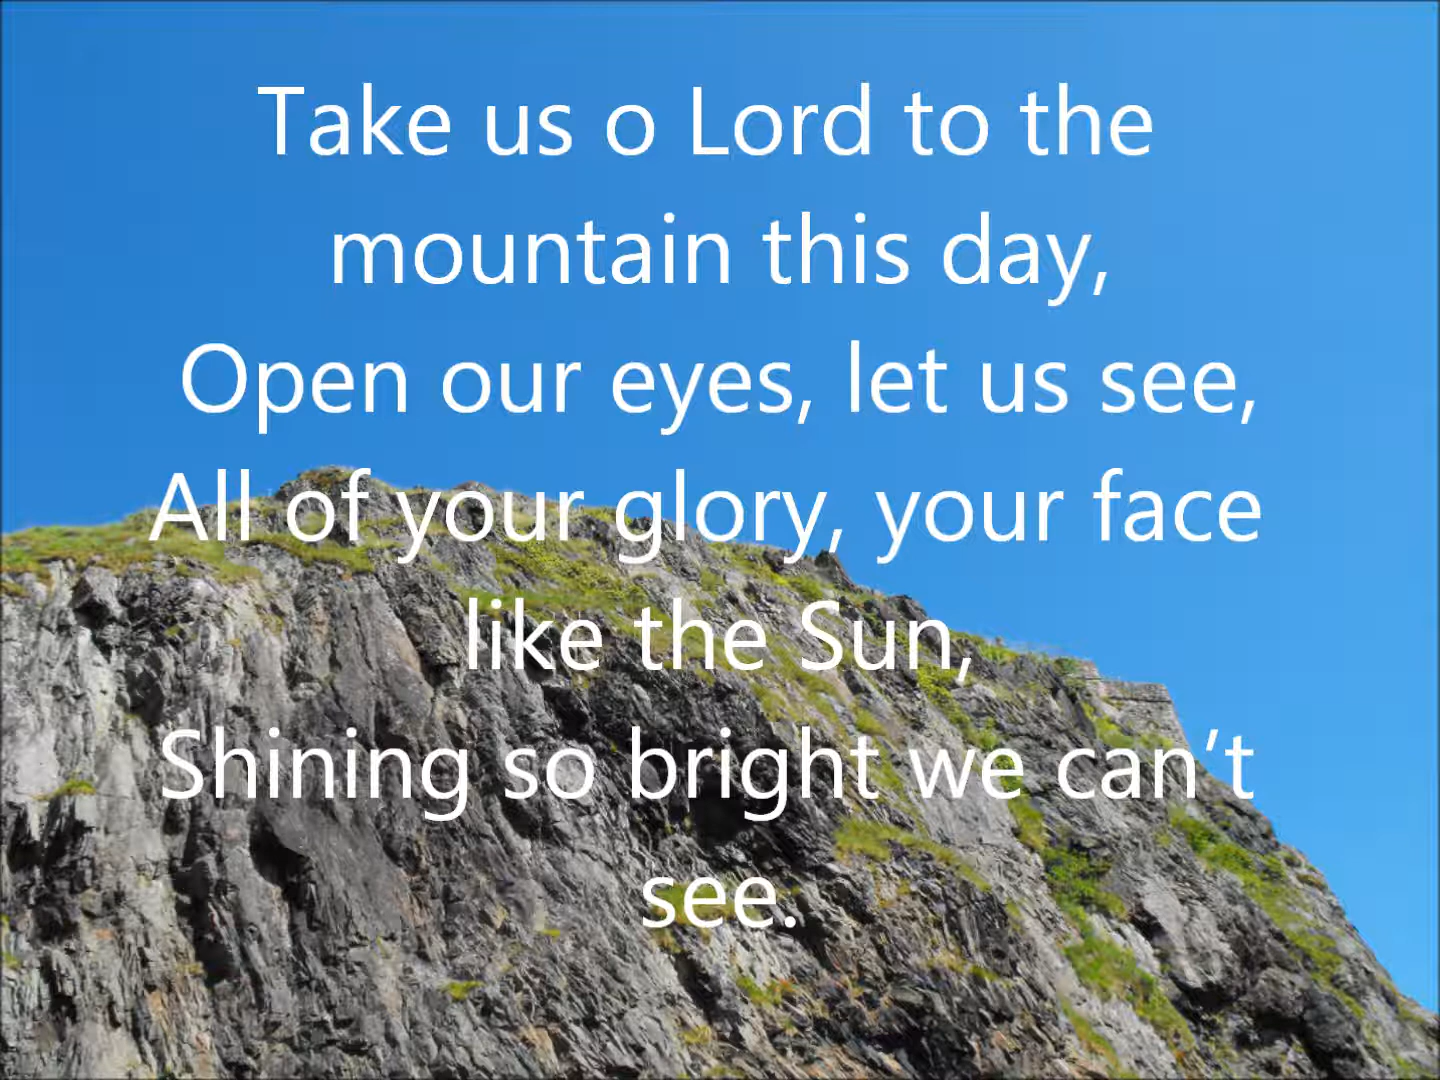 Take us o Lord to the
mountain this day,
Open our eyes, let us see,
All of your glory, your face
like the Sun,
Shining so bright we can’t
see.